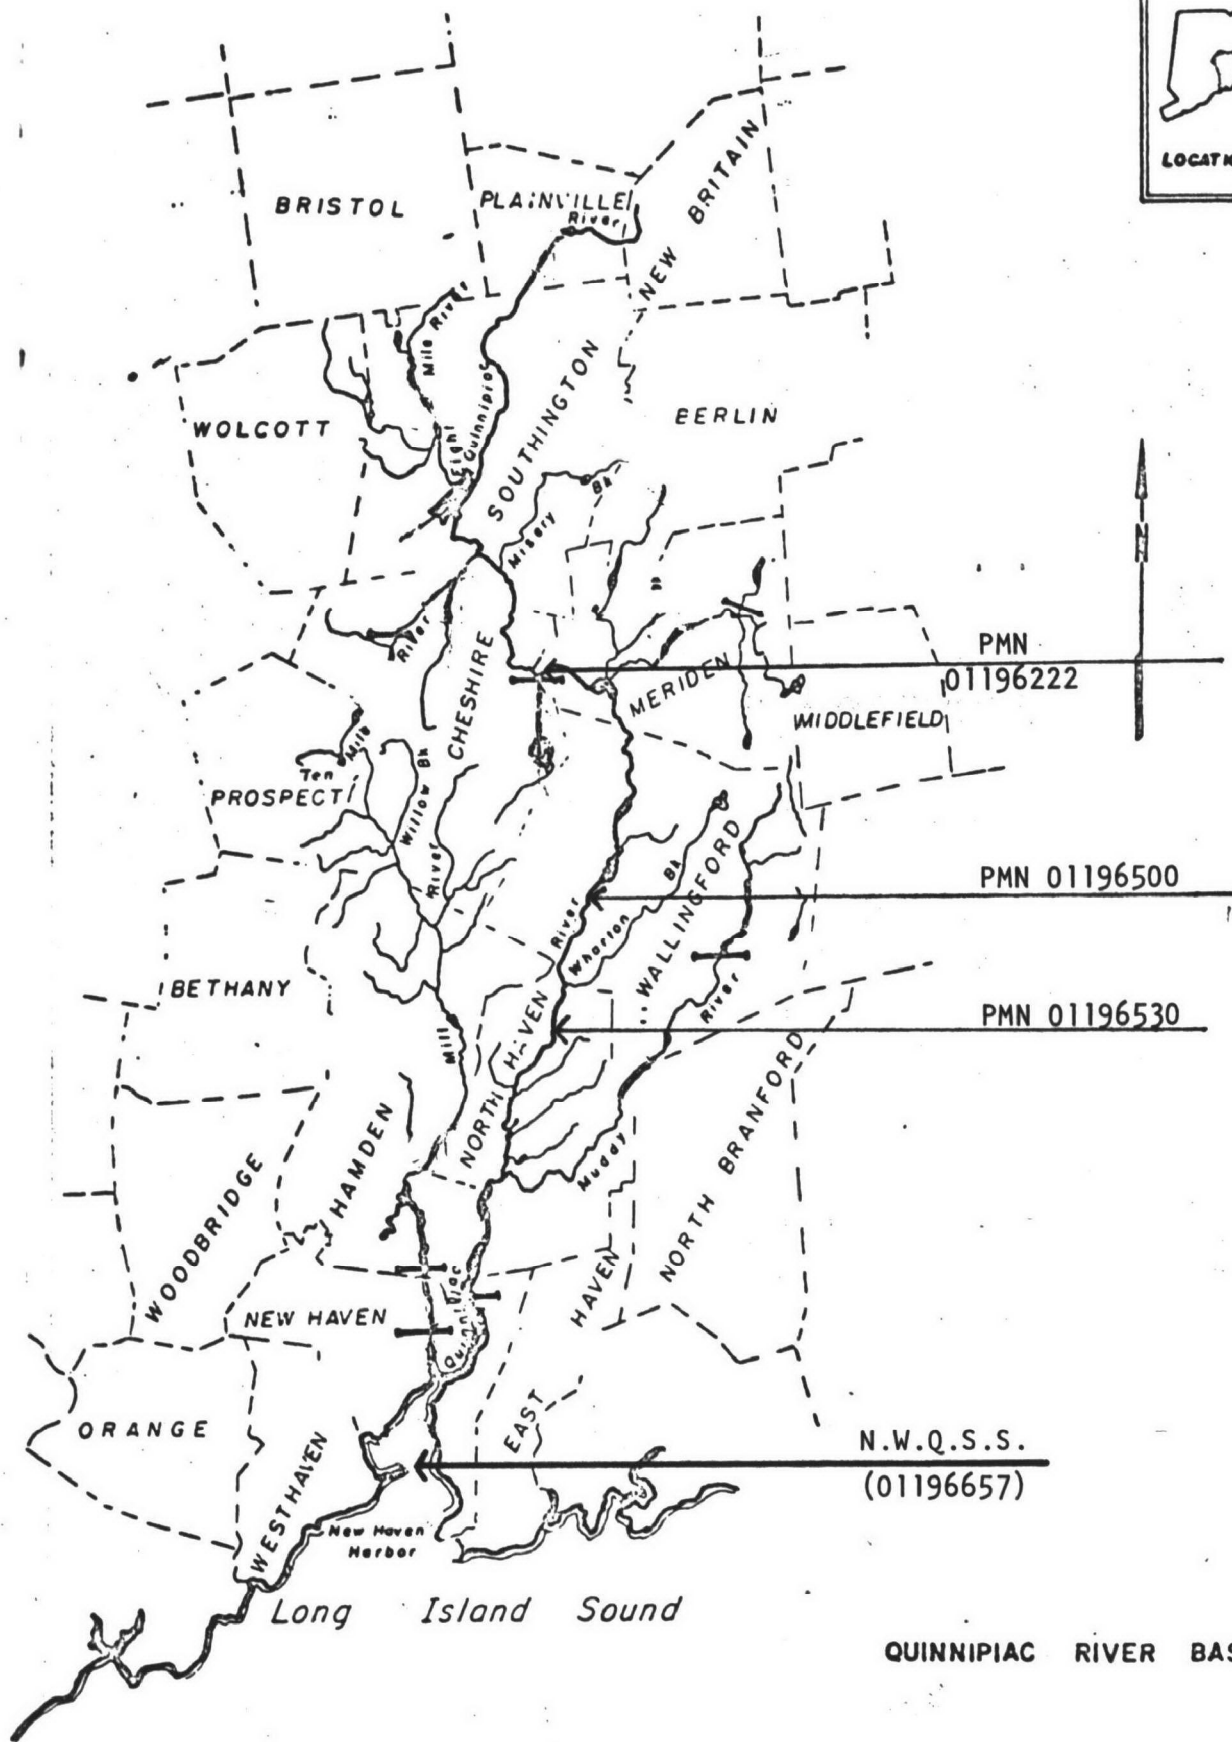 LOCATI
BRISTOL
PLAINVILLE
River
NEW BRITAIN
Mile River
Eight
Quinnipiac
SOUTHINGTON
WOLCOTT
BERLIN
Misery
Bk
N
River
CHESHIRE
MERIDEN
PMN
01196222
MIDDLEFIELD
Ten
Mile
PROSPECT
Willow Bk
River
Bk
WALLINGFORD
PMN 01196500
River
Wharton
BETHANY
River
PMN 01196530
Mill
NORTH HAVEN
HAMDEN
Muddy
NORTH BRANFORD
WOODBRIDGE
NEW HAVEN
Quinnipiac
EAST HAVEN
ORANGE
WESTHAVEN
N.W.Q.S.S.
(01196657)
New Haven
Harbor
Long Island Sound
QUINNIPIAC RIVER BAS